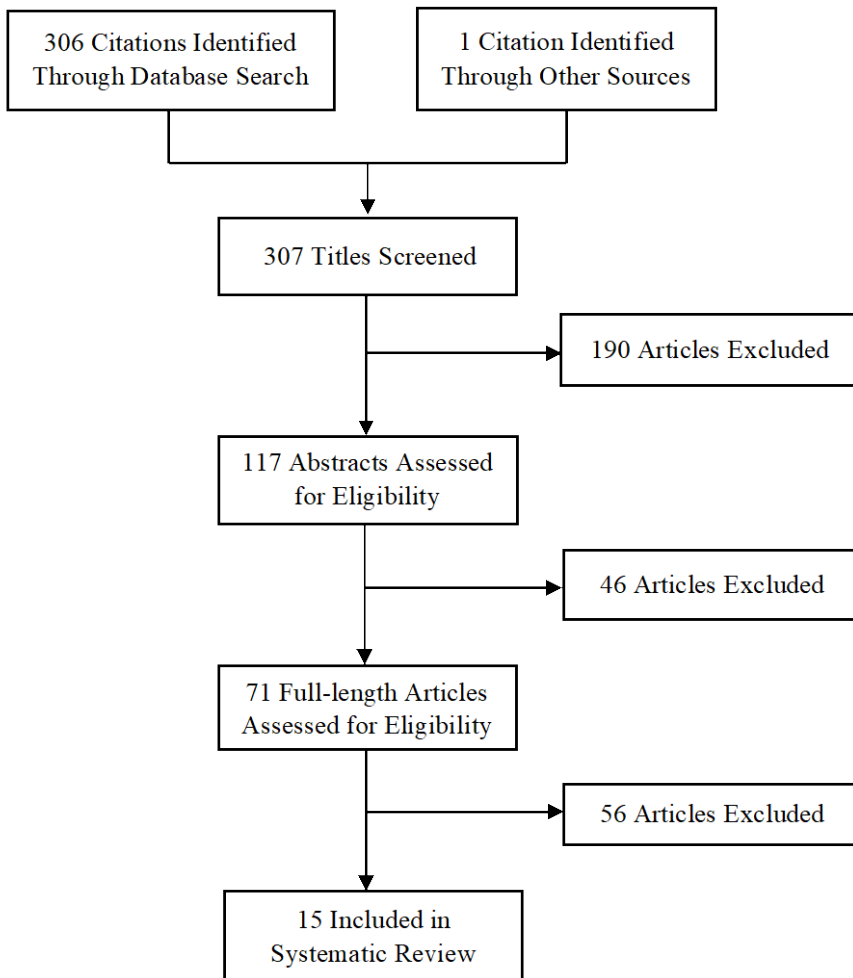 306 Citations Identified
Through Database Search
1 Citation Identified
Through Other Sources
307 Titles Screened
190 Articles Excluded
117 Abstracts Assessed
for Eligibility
46 Articles Excluded
71 Full-length Articles
Assessed for Eligibility
56 Articles Excluded
15 Included in
Systematic Review